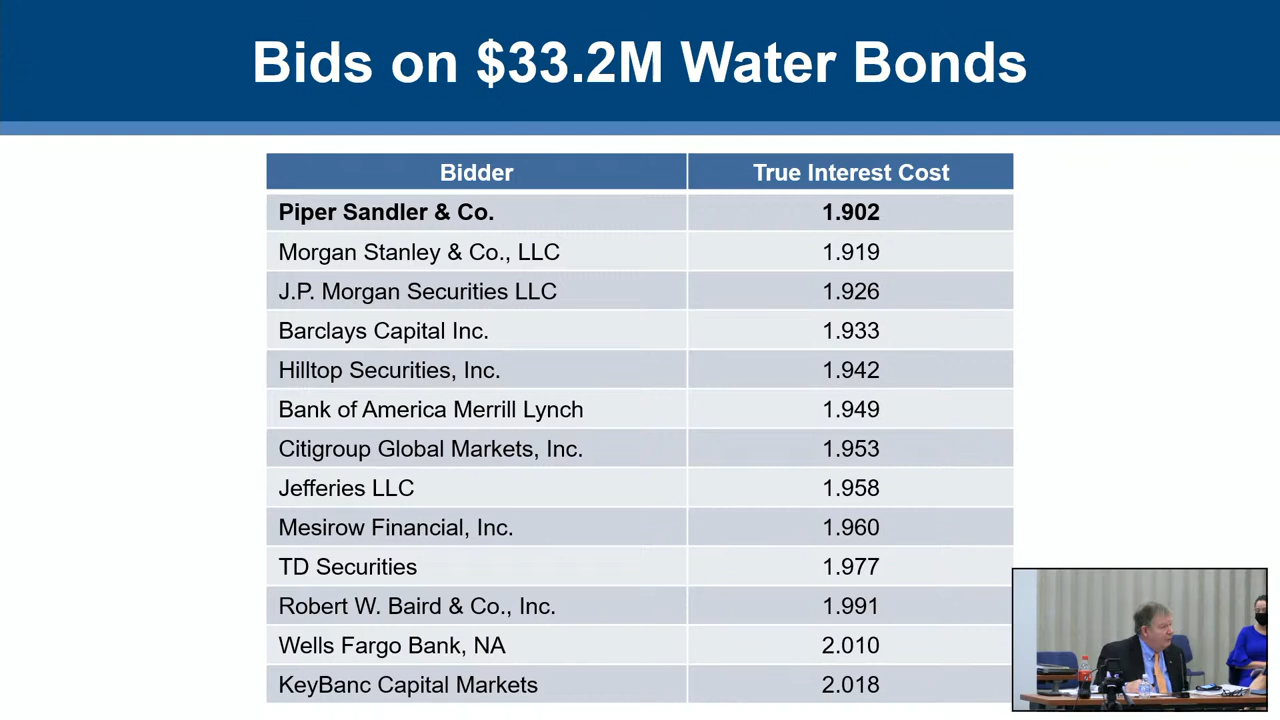 Bids on $33.2M Water Bonds
Bidder True Interest Cost
Piper Sandler & Co. 1.902
Morgan Stanley & Co., LLC 1.919
J.P. Morgan Securities LLC 1.926
Barclays Capital Inc. 1.933
Hilltop Securities, Inc. 1.942
Bank of America Merrill Lynch 1.949
Citigroup Global Markets, Inc. 1.953
Jefferies LLC 1.958
Mesirow Financial, Inc. 1.960
TD Securities 1.977
Robert W. Baird & Co., Inc. 1.991
Wells Fargo Bank, NA 2.010
KeyBanc Capital Markets 2.018